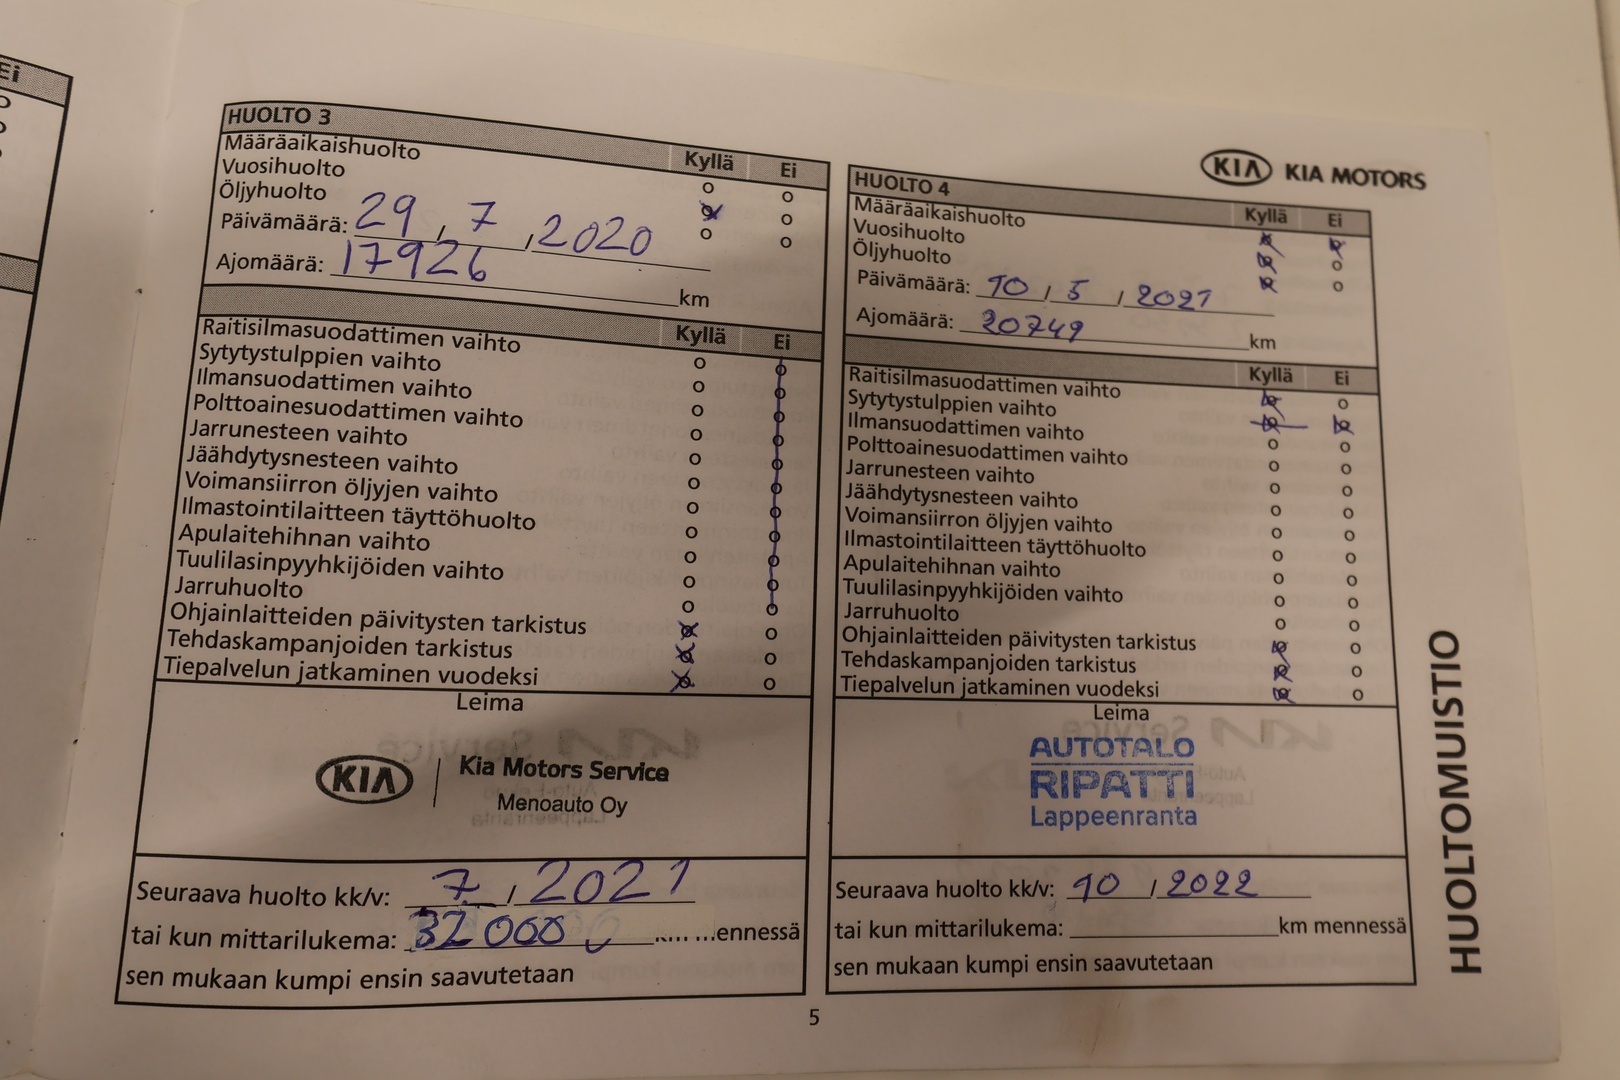 Ei
HUOLTO 3
Kyllä Ei
Määräaikaishuolto
Vuosihuolto
Öljyhuolto
Päivämäärä: 29 / 7 / 2020
Ajomäärä: 17926 km
Kyllä Ei
Raitisilmasuodattimen vaihto
Sytytystulppien vaihto
Ilmansuodattimen vaihto
Polttoainesuodattimen vaihto
Jarrunesteen vaihto
Jäähdytysnesteen vaihto
Voimansiirron öljyjen vaihto
Ilmastointilaitteen täyttöhuolto
Apulaitehihnan vaihto
Tuulilasinpyyhkijöiden vaihto
Jarruhuolto
Ohjainlaitteiden päivitysten tarkistus
Tehdaskampanjoiden tarkistus
Tiepalvelun jatkaminen vuodeksi
Leima
KIA Kia Motors Service
Menoauto Oy
Seuraava huolto kk/v: 7 / 2021
tai kun mittarilukema: 32000 km mennessä
sen mukaan kumpi ensin saavutetaan
KIA KIA MOTORS
HUOLTO 4
Kyllä Ei
Määräaikaishuolto
Vuosihuolto
Öljyhuolto
Päivämäärä: 10 / 5 / 2021
Ajomäärä: 20749 km
Kyllä Ei
Raitisilmasuodattimen vaihto
Sytytystulppien vaihto
Ilmansuodattimen vaihto
Polttoainesuodattimen vaihto
Jarrunesteen vaihto
Jäähdytysnesteen vaihto
Voimansiirron öljyjen vaihto
Ilmastointilaitteen täyttöhuolto
Apulaitehihnan vaihto
Tuulilasinpyyhkijöiden vaihto
Jarruhuolto
Ohjainlaitteiden päivitysten tarkistus
Tehdaskampanjoiden tarkistus
Tiepalvelun jatkaminen vuodeksi
Leima
AUTOTALO
RIPATTI
Lappeenranta
Seuraava huolto kk/v: 10 / 2022
tai kun mittarilukema: km mennessä
sen mukaan kumpi ensin saavutetaan
HUOLTOMUISTIO
5